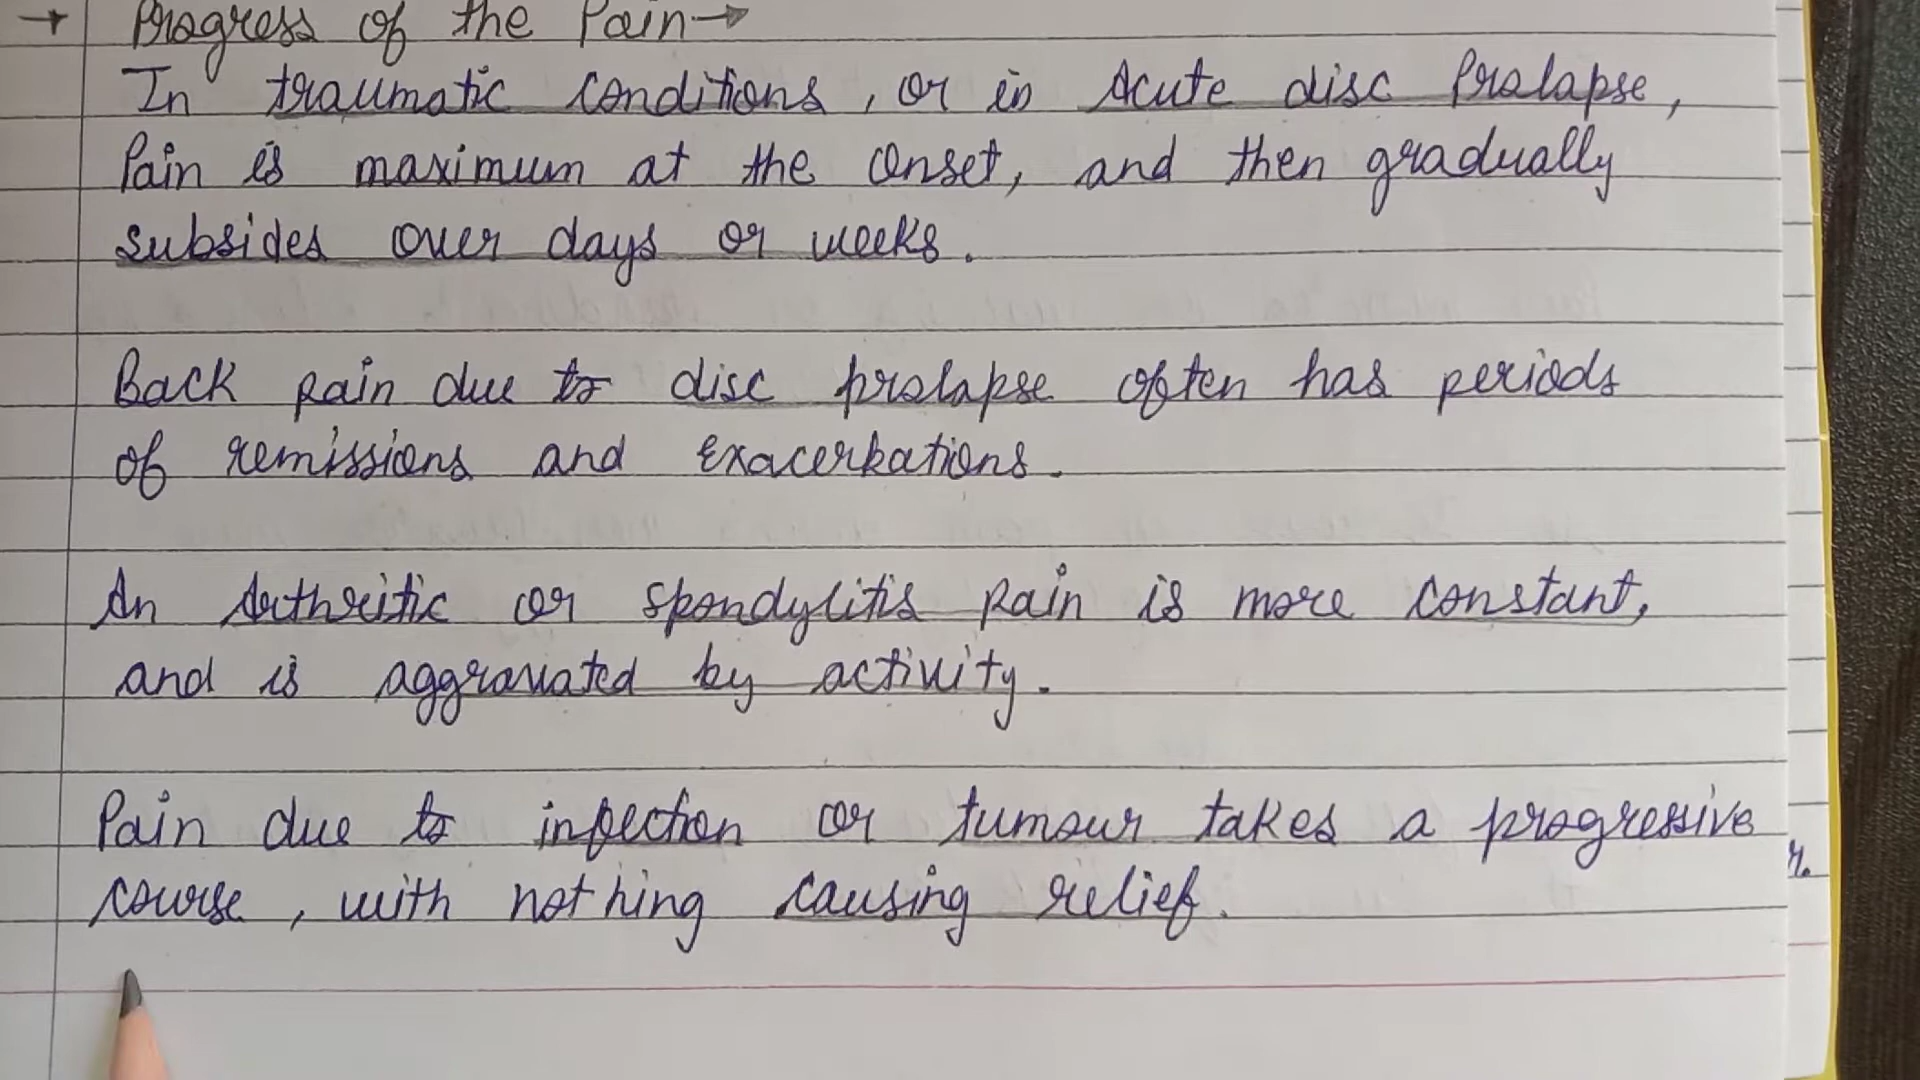 → Progress of the Pain →
In traumatic conditions, or in Acute disc Prolapse,
Pain is maximum at the onset, and then gradually
subsides over days or weeks.
Back pain due to disc prolapse often has periods
of remissions and exacerbations.
An Arthritic or spondylitis pain is more constant,
and is aggravated by activity.
Pain due to infection or tumour takes a progressive
course, with nothing causing relief.